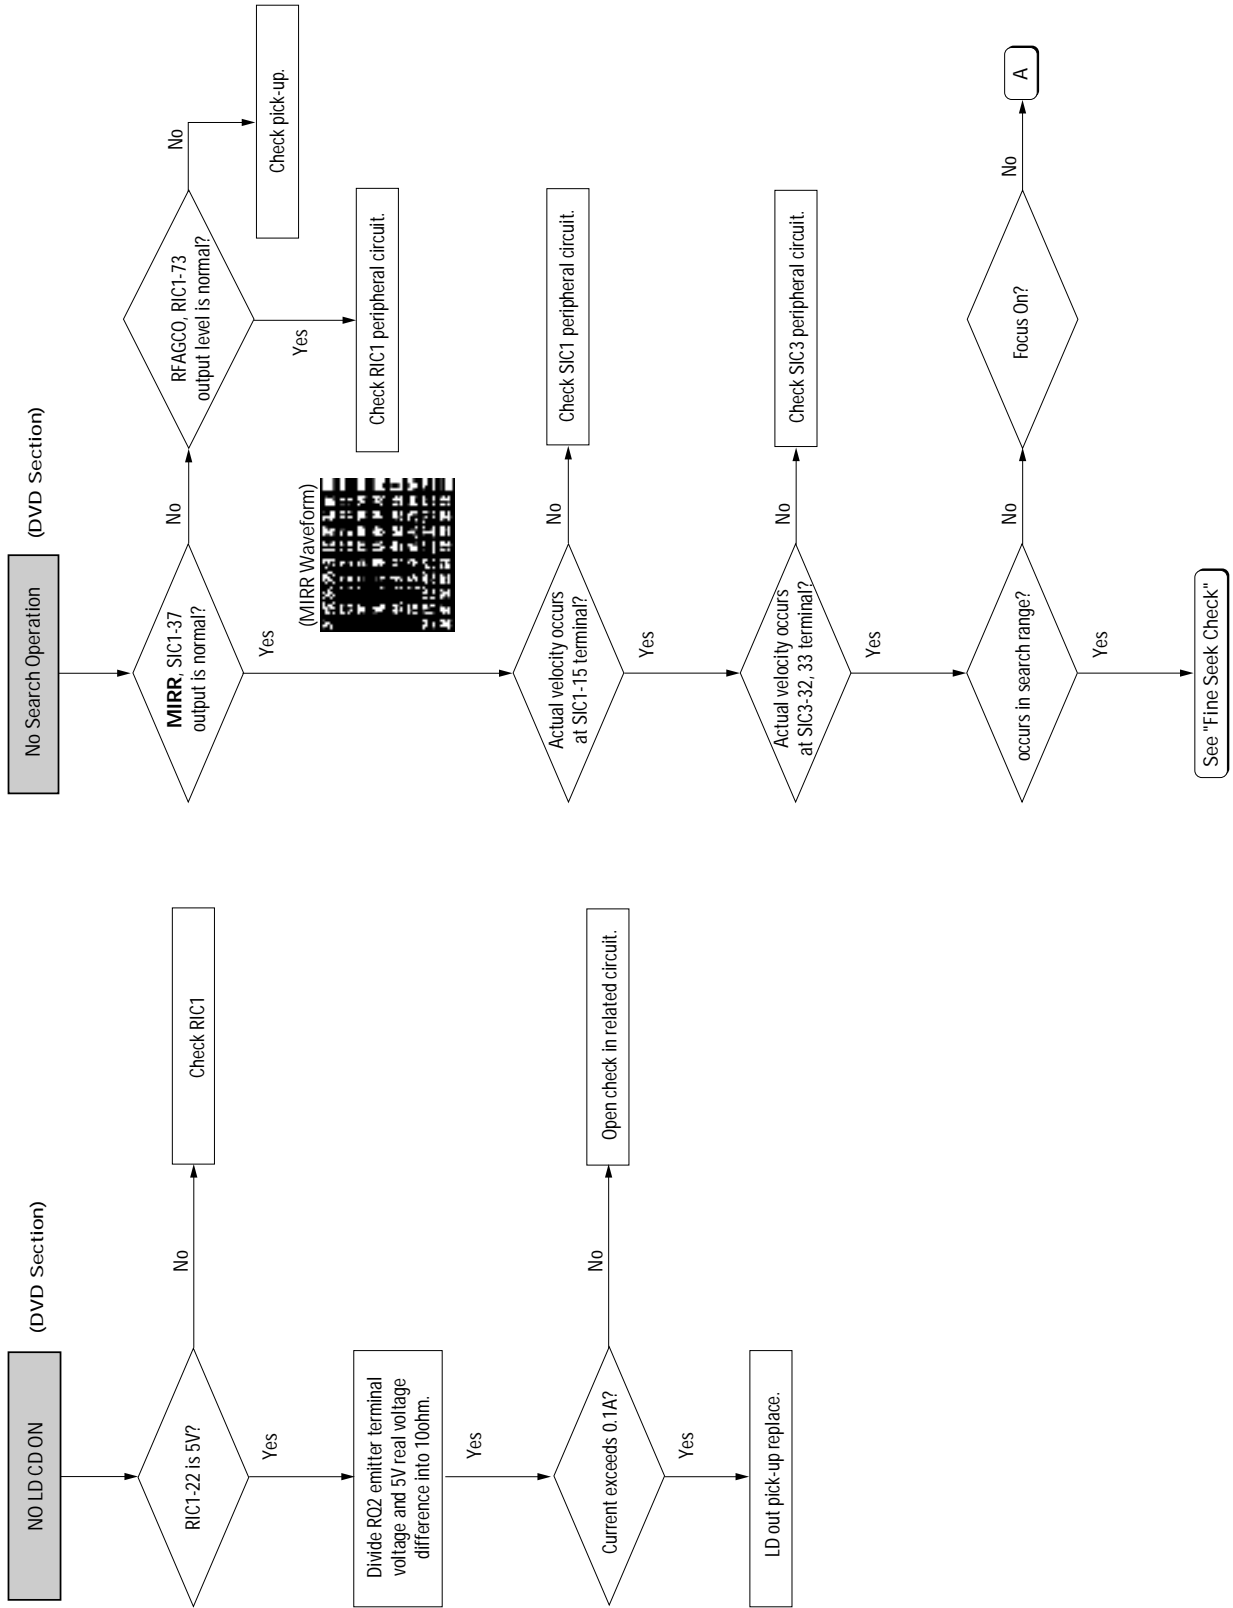 NO LD CD ON
(DVD Section)
RIC1-22 is 5V?
No
Check RIC1
Yes
Divide RQ2 emitter terminal
voltage and 5V real voltage
difference into 10ohm.
Yes
Current exceeds 0.1A?
No
Open check in related circuit.
Yes
LD out pick-up replace.
No Search Operation
(DVD Section)
MIRR, SIC1-37
output is normal?
No
RFAGCO, RIC1-73
output level is normal?
No
Check pick-up.
Yes
Check RIC1 peripheral circuit.
Yes
(MIRR Waveform)
Actual velocity occurs
at SIC1-15 terminal?
No
Check SIC1 peripheral circuit.
Yes
Actual velocity occurs
at SIC3-32, 33 terminal?
No
Check SIC3 peripheral circuit.
Yes
occurs in search range?
No
Focus On?
No
A
Yes
See "Fine Seek Check"